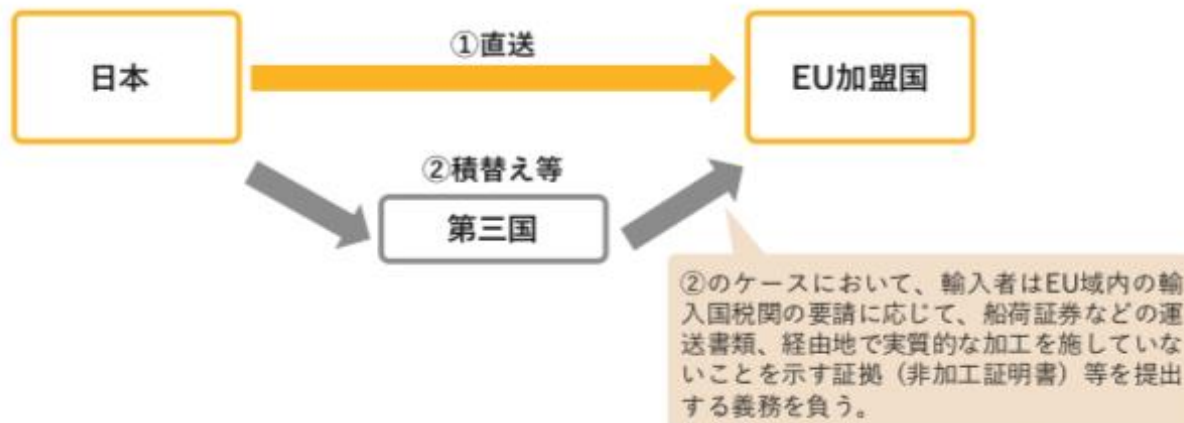 ①直送
日本
EU加盟国
②積替え等
第三国
②のケースにおいて、輸入者はEU域内の輸
入国税関の要請に応じて、船荷証券などの運
送書類、経由地で実質的な加工を施していな
いことを示す証拠（非加工証明書）等を提出
する義務を負う。